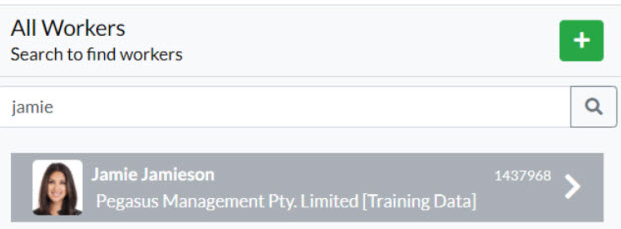 All Workers
Search to find workers
+
jamie
Jamie Jamieson 1437968
Pegasus Management Pty. Limited [Training Data]